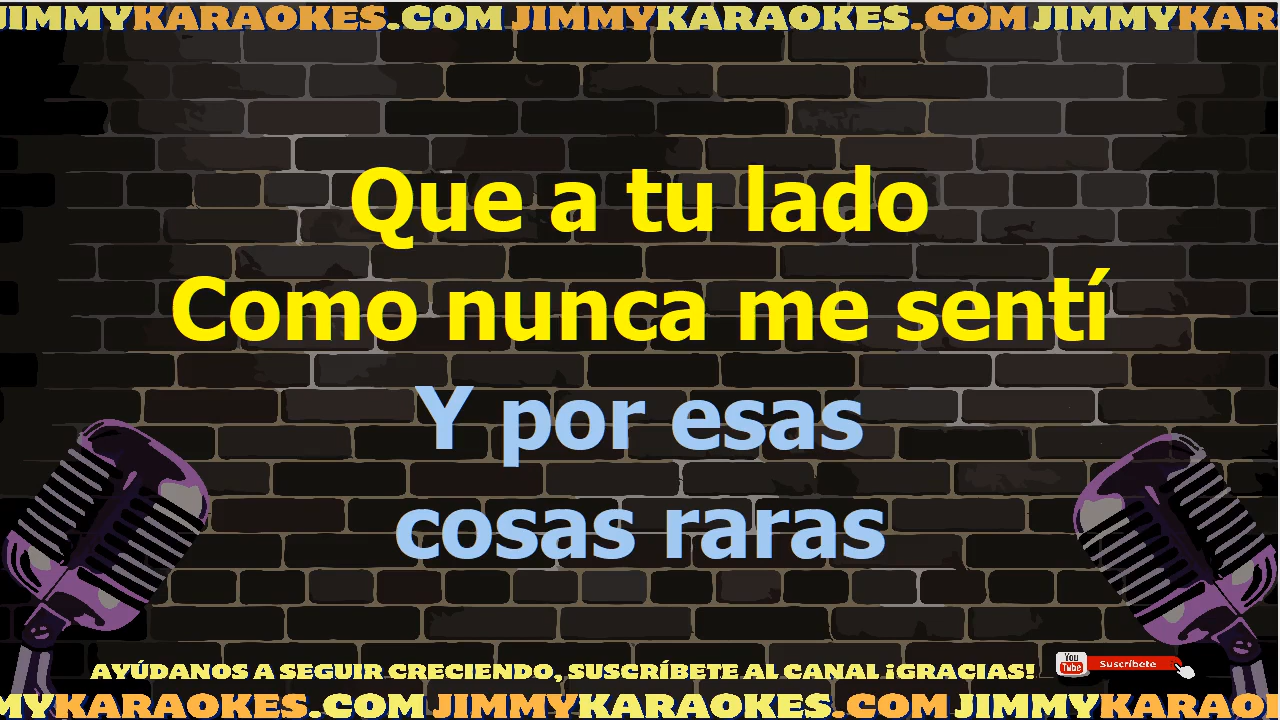 JIMMYKARAOKES.COM JIMMYKARAOKES.COM JIMMYKAR
Que a tu lado
Como nunca me sentí
Y por esas
cosas raras
AYÚDANOS A SEGUIR CRECIENDO, SUSCRÍBETE AL CANAL ¡GRACIAS!
You
Tube
Suscríbete
MYKARAOKES.COM JIMMYKARAOKES.COM JIMMYKARAO